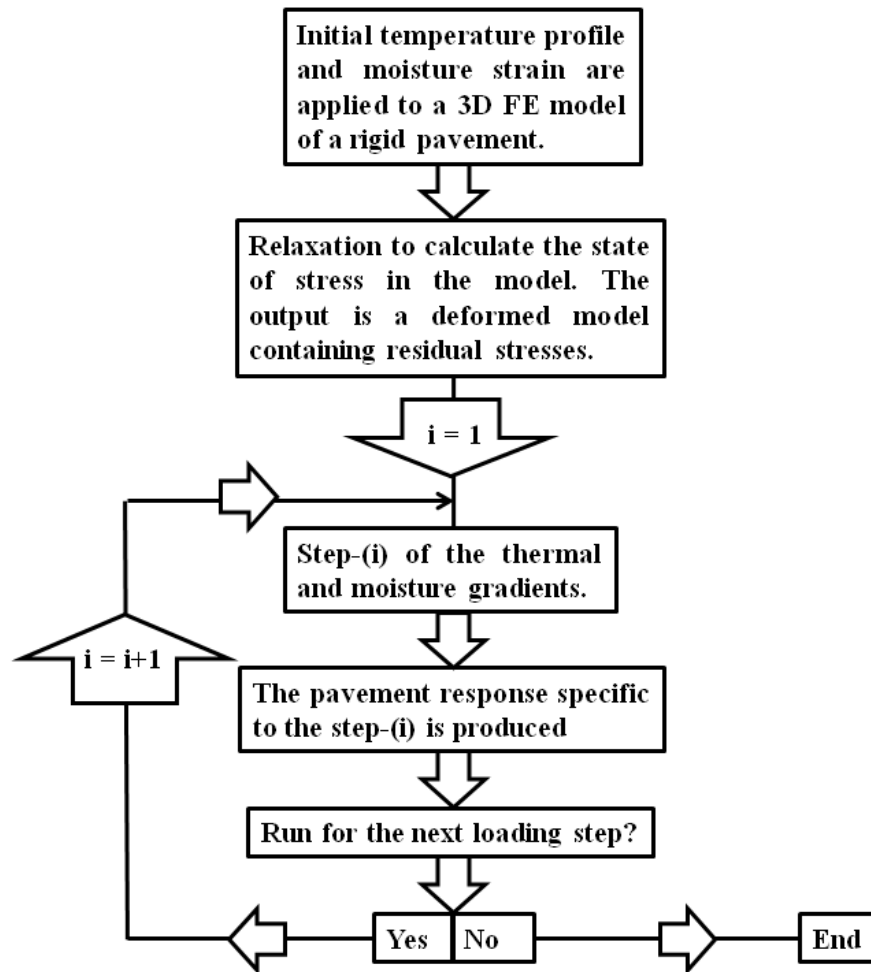 Initial temperature profile
and moisture strain are
applied to a 3D FE model
of a rigid pavement.
Relaxation to calculate the state
of stress in the model. The
output is a deformed model
containing residual stresses.
i = 1
Step-(i) of the thermal
and moisture gradients.
i = i+1
The pavement response specific
to the step-(i) is produced
Run for the next loading step?
Yes No
End